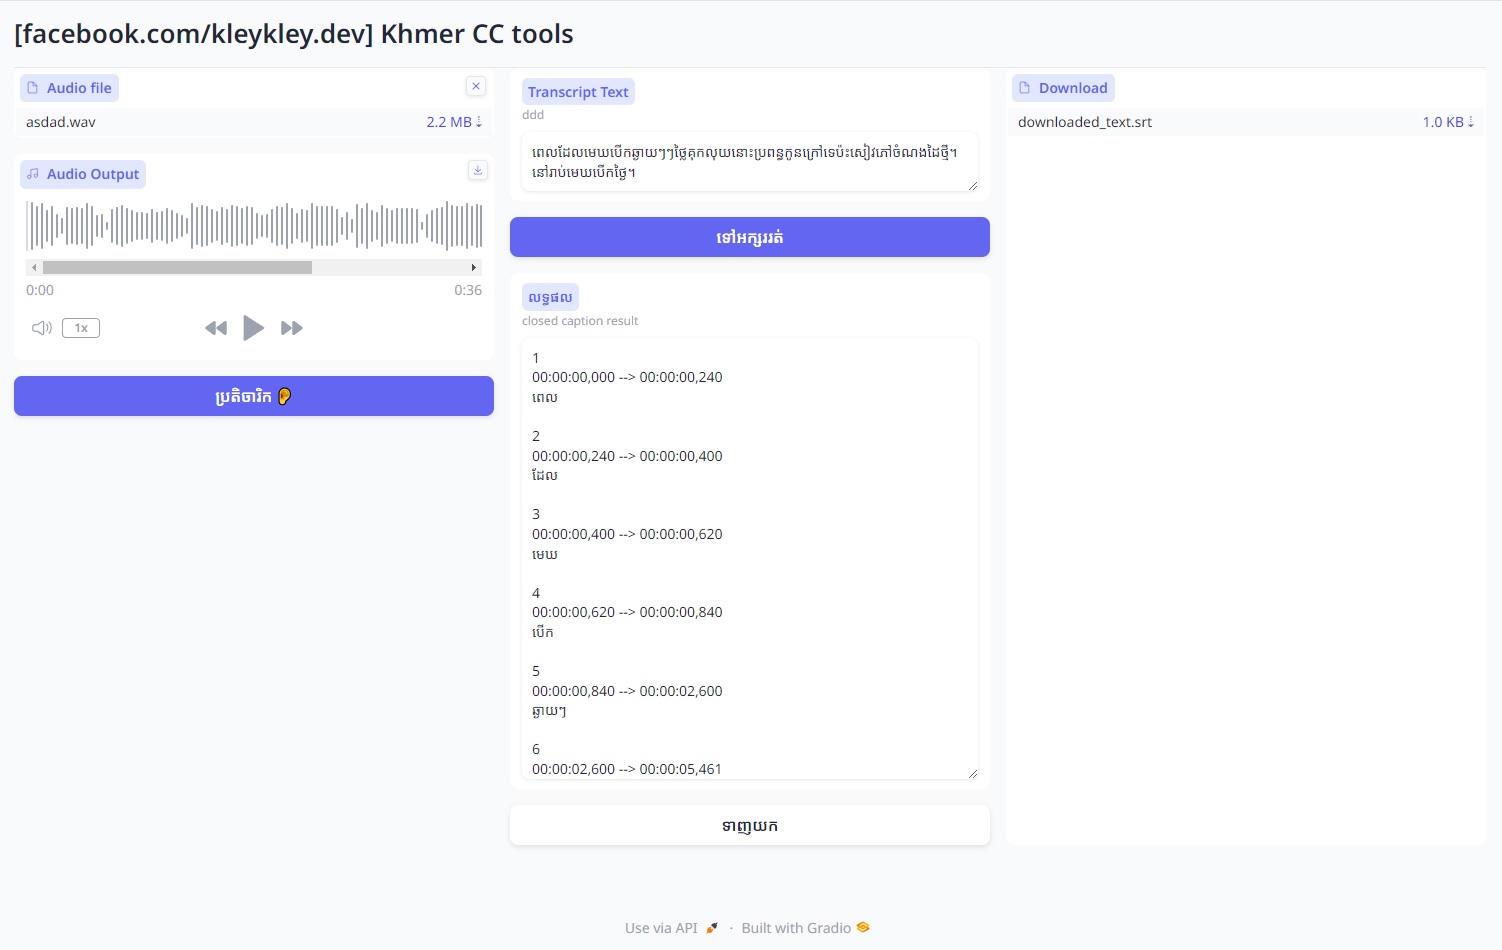 [facebook.com/kleykley.dev] Khmer CC tools
Audio file
asdad.wav
2.2 MB ⇣
Audio Output
0:00
0:36
1x
ប្រតិចារិក 👂
Transcript Text
ddd
ពេលដែលមេឃបើកឆ្ងាយៗៗថ្លៃគុកលុយនោះប្រពន្ធកូនក្រៅទេប៉ះសៀវភៅចំណងដៃថ្មី។
នៅរាប់មេឃបើកថ្ងៃ។
ទៅអក្សររត់
លទ្ធផល
closed caption result
1
00:00:00,000 --> 00:00:00,240
ពេល
2
00:00:00,240 --> 00:00:00,400
ដែល
3
00:00:00,400 --> 00:00:00,620
មេឃ
4
00:00:00,620 --> 00:00:00,840
បើក
5
00:00:00,840 --> 00:00:02,600
ឆ្ងាយៗ
6
00:00:02,600 --> 00:00:05,461
ទាញយក
Download
downloaded_text.srt
1.0 KB ⇣
Use via API 🚀 · Built with Gradio